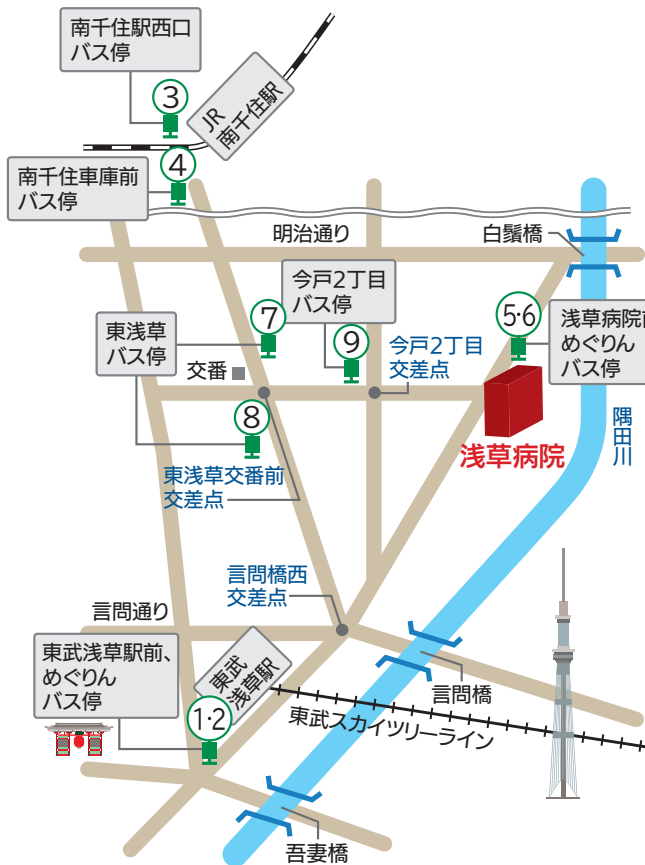 南千住駅西口
バス停
③
JR
南千住駅
④
南千住車庫前
バス停
明治通り
白鬚橋
今戸2丁目
バス停
⑦
⑨
5·6
浅草病院前
めぐりん
バス停
東浅草
バス停
今戸2丁目
交差点
交番
⑧
浅草病院
隅田川
東浅草交番前
交差点
言問橋西
交差点
言問通り
東武浅草駅前、
めぐりん
バス停
東武
浅草駅
1·2
言問橋
東武スカイツリーライン
吾妻橋